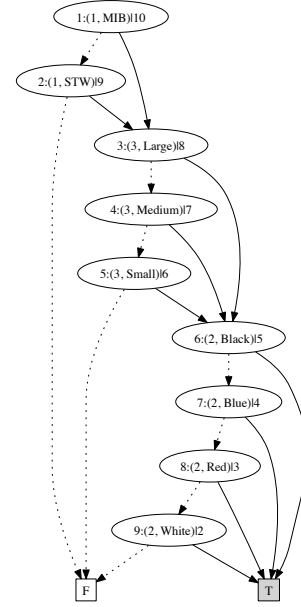 1:(1, MIB)|10
2:(1, STW)|9
3:(3, Large)|8
4:(3, Medium)|7
5:(3, Small)|6
6:(2, Black)|5
7:(2, Blue)|4
8:(2, Red)|3
9:(2, White)|2
F
T